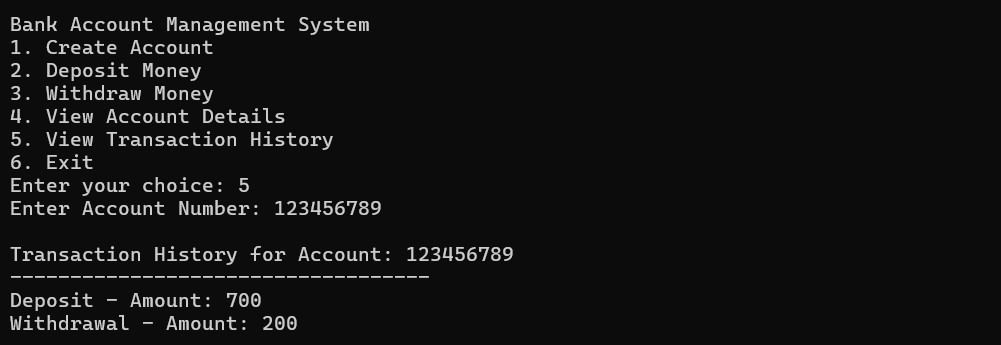 Bank Account Management System
1. Create Account
2. Deposit Money
3. Withdraw Money
4. View Account Details
5. View Transaction History
6. Exit
Enter your choice: 5
Enter Account Number: 123456789
Transaction History for Account: 123456789
-----------------------------------
Deposit - Amount: 700
Withdrawal - Amount: 200